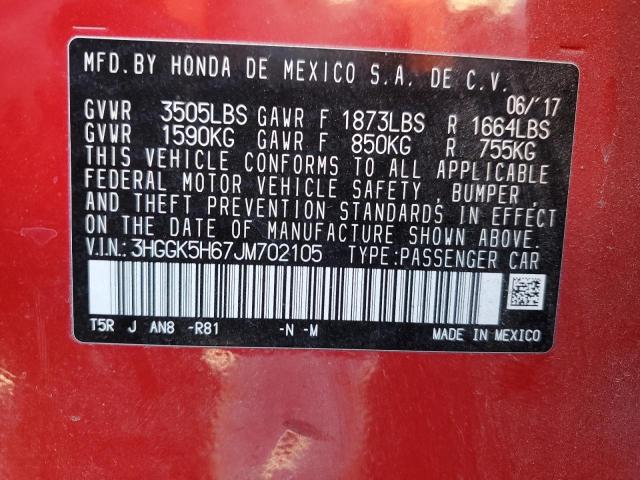 MFD. BY HONDA DE MEXICO S.A. DE C.V.
06/'17
GVWR 3505LBS GAWR F 1873LBS R 1664LBS
GVWR 1590KG GAWR F 850KG R 755KG
THIS VEHICLE CONFORMS TO ALL APPLICABLE
FEDERAL MOTOR VEHICLE SAFETY , BUMPER ,
AND THEFT PREVENTION STANDARDS IN EFFECT
ON THE DATE OF MANUFACTURE SHOWN ABOVE.
V.I.N.: 3HGGK5H67JM702105 TYPE:PASSENGER CAR
T5R J AN8 -R81 -N -M
MADE IN MEXICO